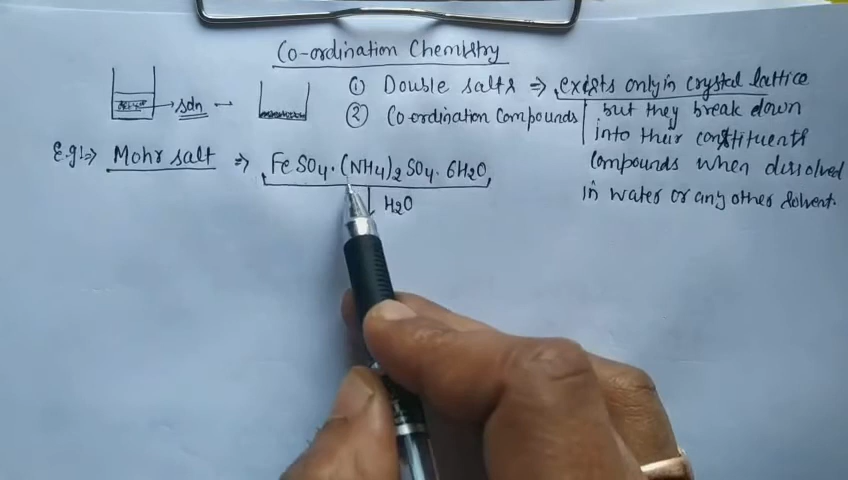 Co-ordination Chemistry
① Double salts ⇒ exists only in crystal lattice
→ soln –
② Co-ordination Compounds
but they break down
into their constituents
compounds when dissolved
in water or any other solvent.
E.g1⇒ Mohr salt ⇒ FeSO4·(NH4)2SO4·6H2O
↓ H2O